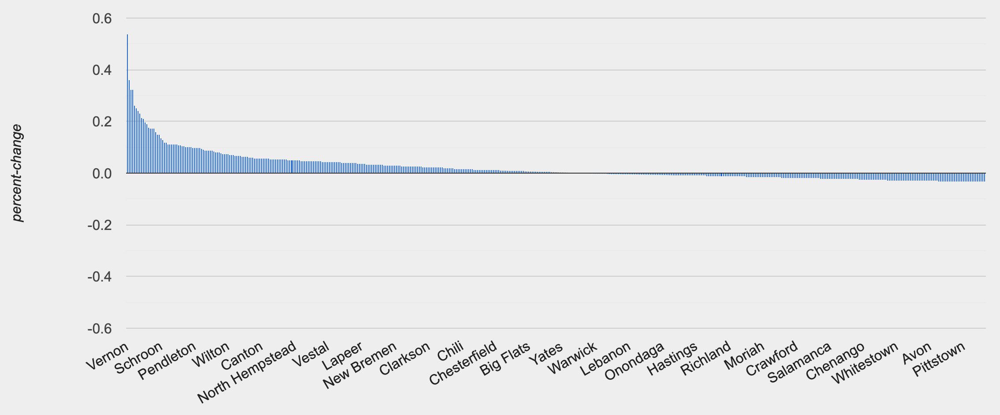 percent-change
0.6
0.4
0.2
0.0
-0.2
-0.4
-0.6
Vernon
Schroon
Pendleton
Wilton
Canton
North Hempstead
Vestal
Lapeer
New Bremen
Clarkson
Chili
Chesterfield
Big Flats
Yates
Warwick
Lebanon
Onondaga
Hastings
Richland
Moriah
Crawford
Salamanca
Chenango
Whitestown
Avon
Pittstown